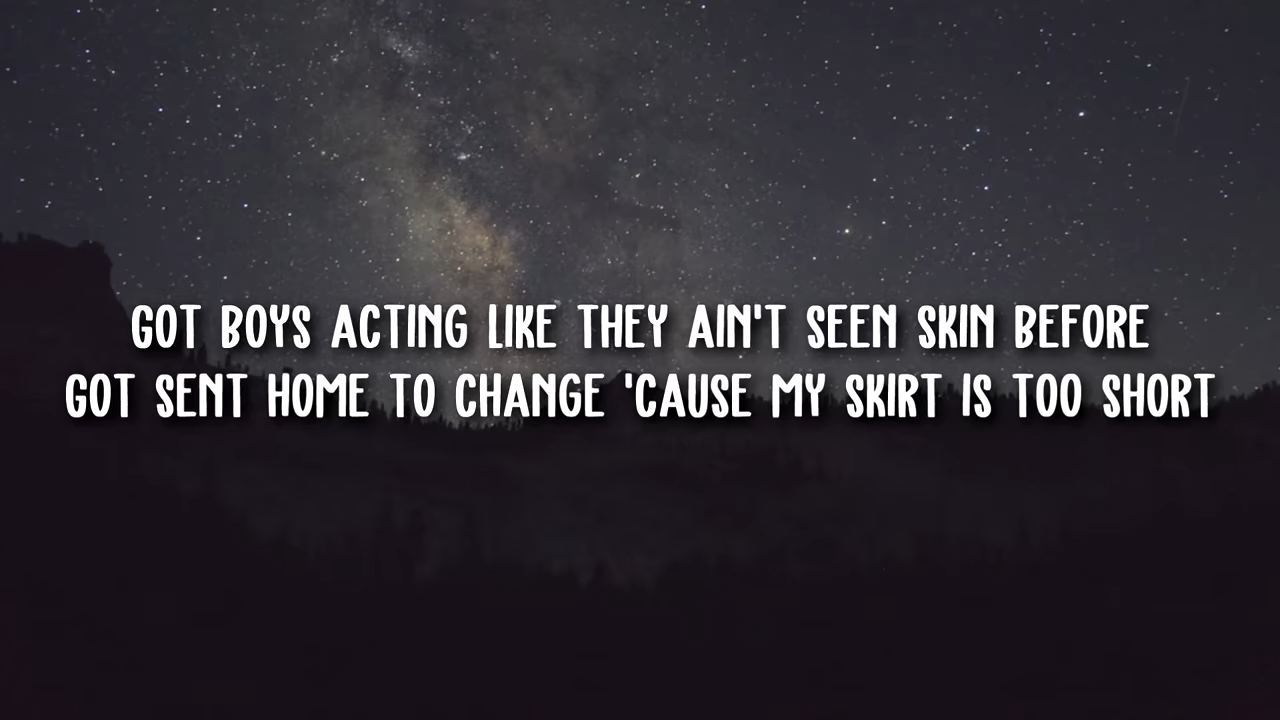 GOT BOYS ACTING LIKE THEY AIN'T SEEN SKIN BEFORE
GOT SENT HOME TO CHANGE 'CAUSE MY SKIRT IS TOO SHORT